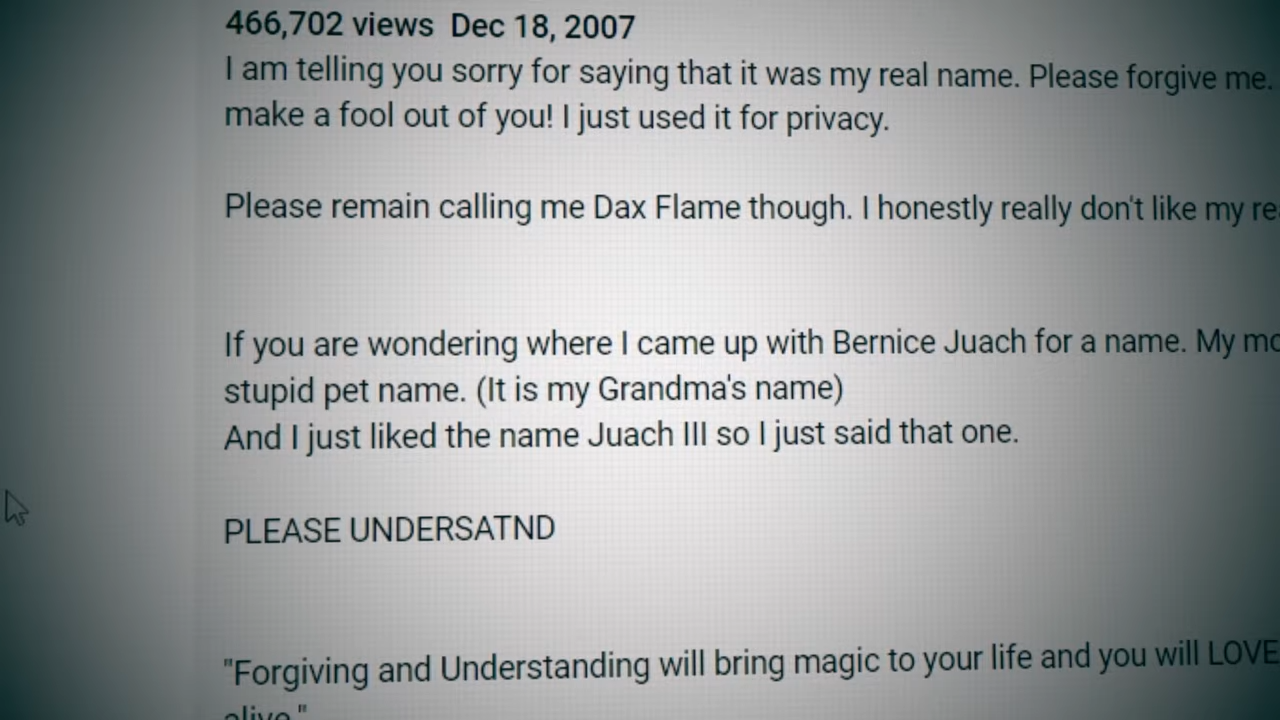 466,702 views Dec 18, 2007
I am telling you sorry for saying that it was my real name. Please forgive me.
make a fool out of you! I just used it for privacy.
Please remain calling me Dax Flame though. I honestly really don't like my
If you are wondering where I came up with Bernice Juach for a name. My
stupid pet name. (It is my Grandma's name)
And I just liked the name Juach III so I just said that one.
PLEASE UNDERSATND
"Forgiving and Understanding will bring magic to your life and you will LOVE
alive."